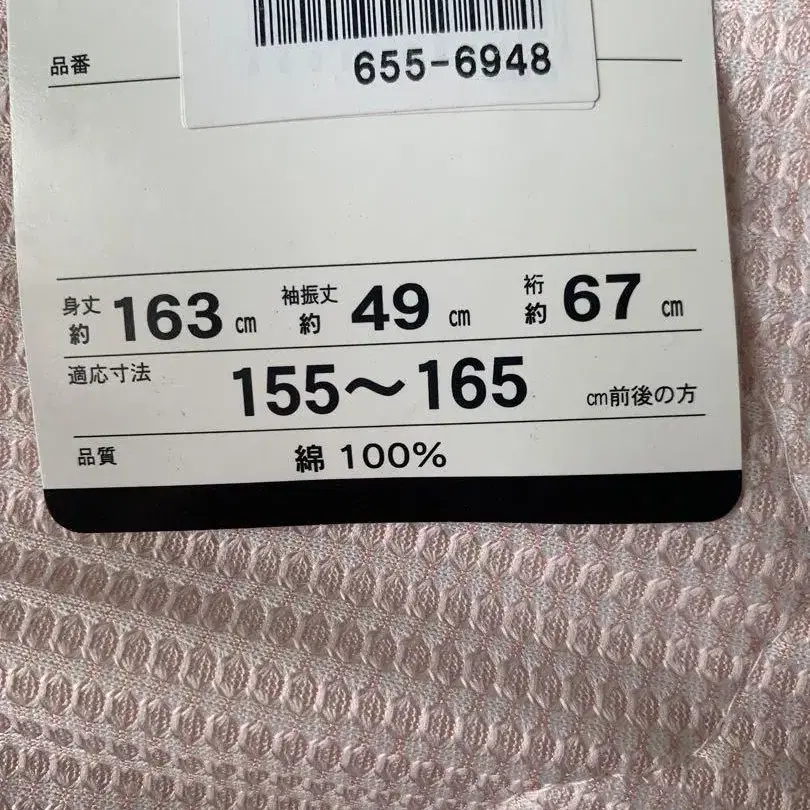 655-6948
品番
身丈 約 163 cm 袖振丈 約 49 cm 裄 約 67 cm
適応寸法 155〜165 cm前後の方
品質 綿 100%